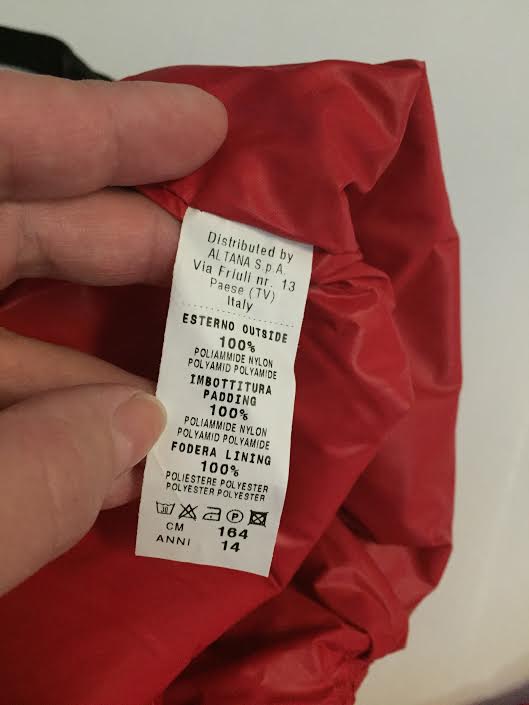 Distributed by
ALTANA S.p.A.
Via Friuli nr. 13
Paese (TV)
Italy
ESTERNO OUTSIDE
100%
POLIAMMIDE NYLON
POLYAMID POLYAMIDE
IMBOTTITURA
PADDING
100%
POLIAMMIDE NYLON
POLYAMID POLYAMIDE
FODERA LINING
100%
POLIESTERE POLYESTER
POLYESTER POLYESTER
30 P
CM 164
ANNI 14